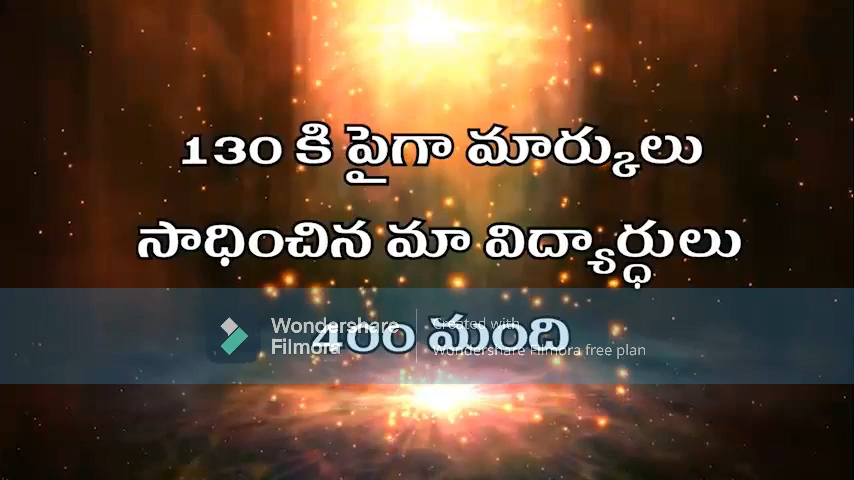 130 కి పైగా మార్కులు
సాధించిన మా విద్యార్ధులు
400 మంది
Wondershare
Filmora
Created with
Wondershare Filmora free plan